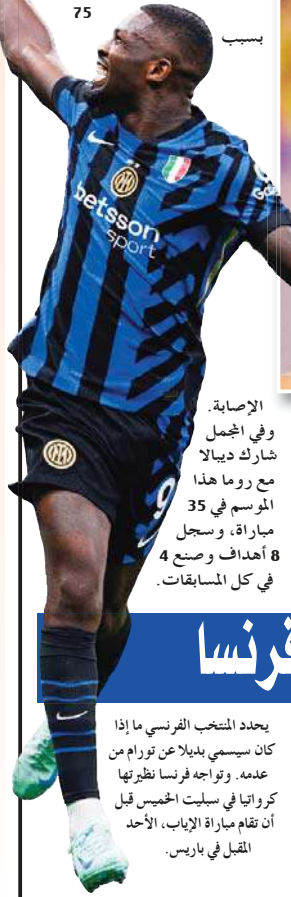 75
بسبب
betsson
sport
الإصابة.
وفي المجمل
شارك ديبالا
مع روما هذا
الموسم في 35
مباراة، وسجل
8 أهداف وصنع 4
في كل المسابقات.
9
فرنسا
يحدد المنتخب الفرنسي ما إذا
كان سيسمي بديلا عن تورام من
عدمه. وتواجه فرنسا نظيرتها
كرواتيا في سبليت الخميس قبل
أن تقام مباراة الإياب، الأحد
المقبل في باريس.